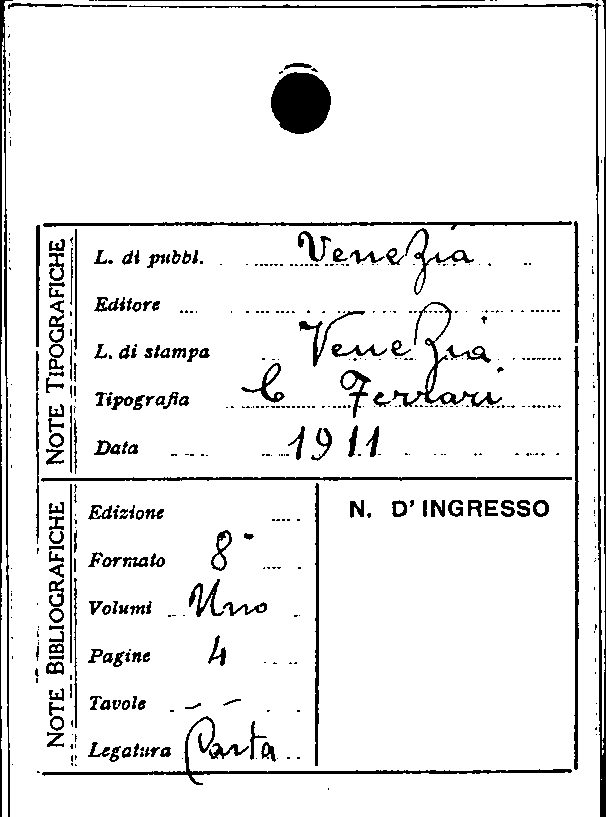 NOTE TIPOGRAFICHE
L. di pubbl. Venezia
Editore
L. di stampa Venezia
Tipografia C Ferrari
Data 1911
NOTE BIBLIOGRAFICHE
Edizione
Formato 8°
Volumi Uno
Pagine 4
Tavole — —
Legatura Carta
N. D'INGRESSO